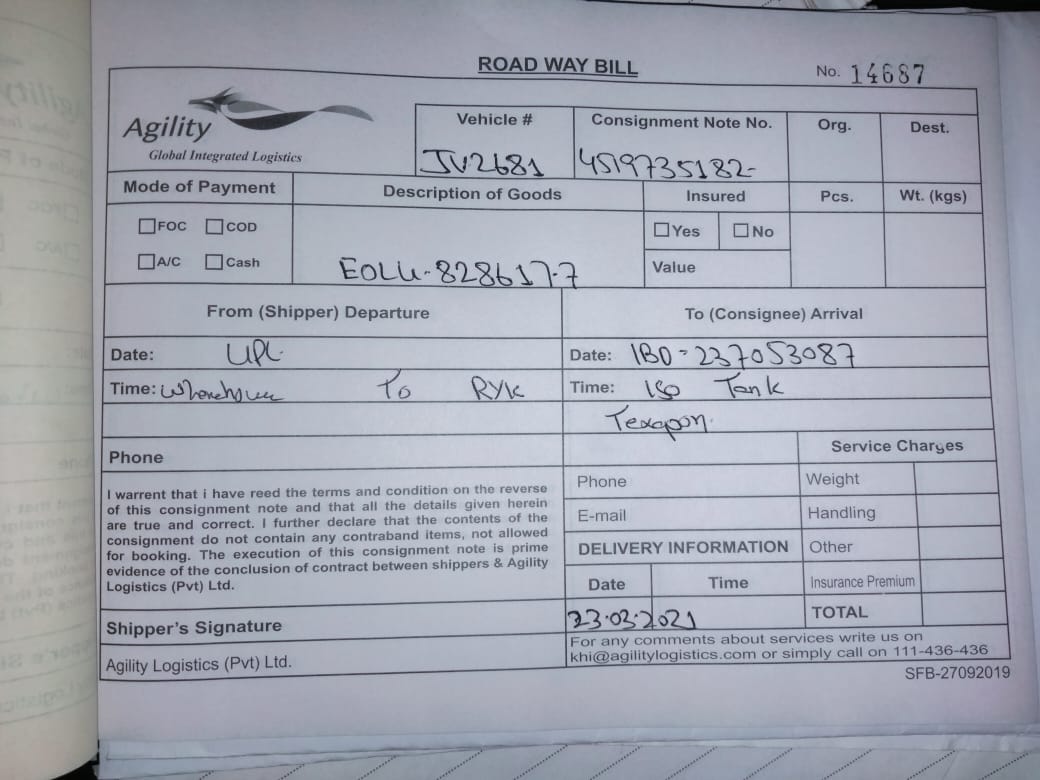 ROAD WAY BILL
No. 14687
Agility
Global Integrated Logistics
Vehicle #
Consignment Note No.
Org.
Dest.
JV2681
4519735182-
Mode of Payment
Description of Goods
Insured
Pcs.
Wt. (kgs)
FOC
COD
Yes
No
A/C
Cash
EOLU-828617-7
Value
From (Shipper) Departure
To (Consignee) Arrival
Date: UPL
Date: IBD-237053087
Time: To RYK
Time: ISO Tank
Texapon.
Phone
Service Charges
I warrent that i have reed the terms and condition on the reverse
of this consignment note and that all the details given herein
are true and correct. I further declare that the contents of the
consignment do not contain any contraband items, not allowed
for booking. The execution of this consignment note is prime
evidence of the conclusion of contract between shippers & Agility
Logistics (Pvt) Ltd.
Phone
Weight
E-mail
Handling
DELIVERY INFORMATION
Other
Date
Time
Insurance Premium
23.03.2021
TOTAL
Shipper's Signature
For any comments about services write us on
khi@agilitylogistics.com or simply call on 111-436-436
Agility Logistics (Pvt) Ltd.
SFB-27092019